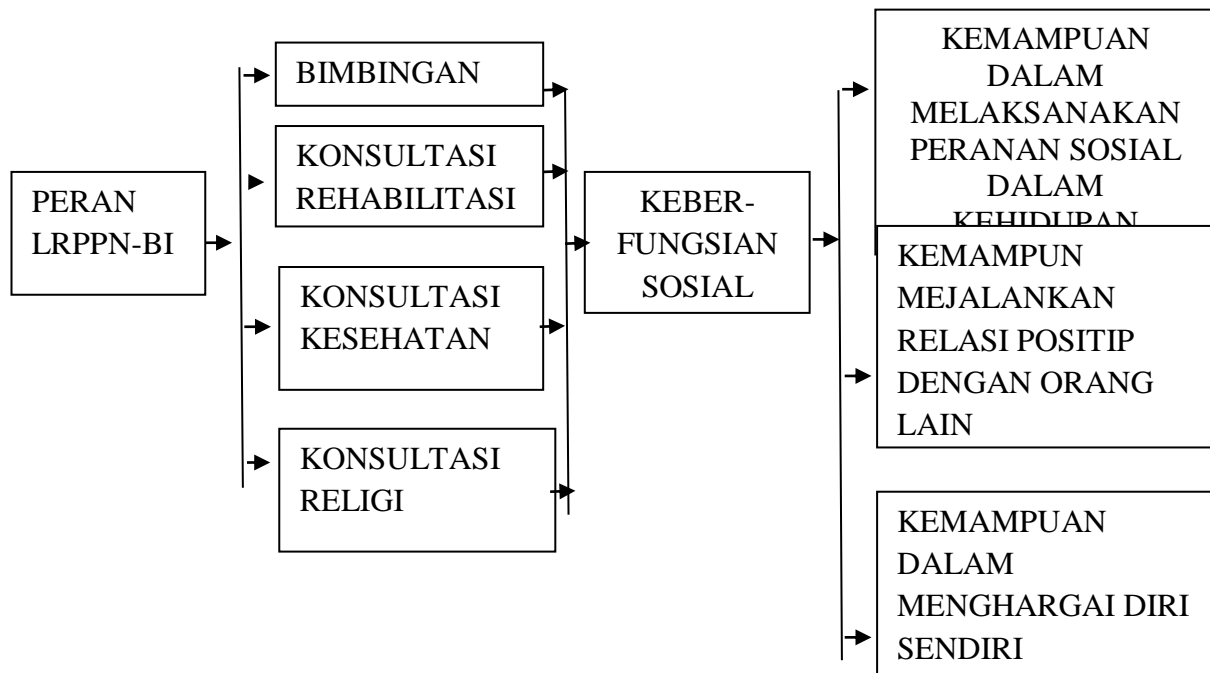 PERAN
LRPPN-BI
BIMBINGAN
KONSULTASI
REHABILITASI
KONSULTASI
KESEHATAN
KONSULTASI
RELIGI
KEBER-
FUNGSIAN
SOSIAL
KEMAMPUAN
DALAM
MELAKSANAKAN
PERANAN SOSIAL
DALAM
KEHIDUPAN
KEMAMPUN
MEJALANKAN
RELASI POSITIP
DENGAN ORANG
LAIN
KEMAMPUAN
DALAM
MENGHARGAI DIRI
SENDIRI